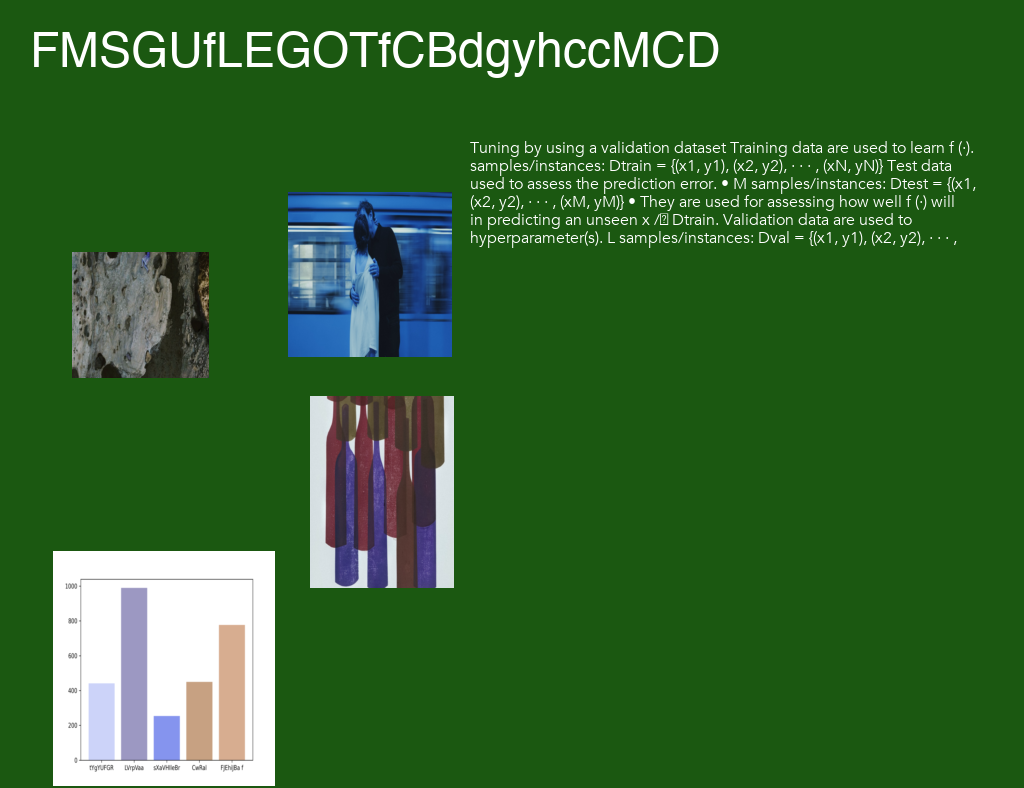 FMSGUfLEGOTfCBdgyhccMCD
Tuning by using a validation dataset Training data are used to learn f (·).
samples/instances: Dtrain = {(x1, y1), (x2, y2), · · · , (xN, yN)} Test data
used to assess the prediction error. • M samples/instances: Dtest = {(x1,
(x2, y2), · · · , (xM, yM)} • They are used for assessing how well f (·) will
in predicting an unseen x / Dtrain. Validation data are used to
hyperparameter(s). L samples/instances: Dval = {(x1, y1), (x2, y2), · · · ,
1000
800
600
400
200
0
tYgYUFGR LVrpVaa sXaVHlleBr CwRal FjEhiJBa f